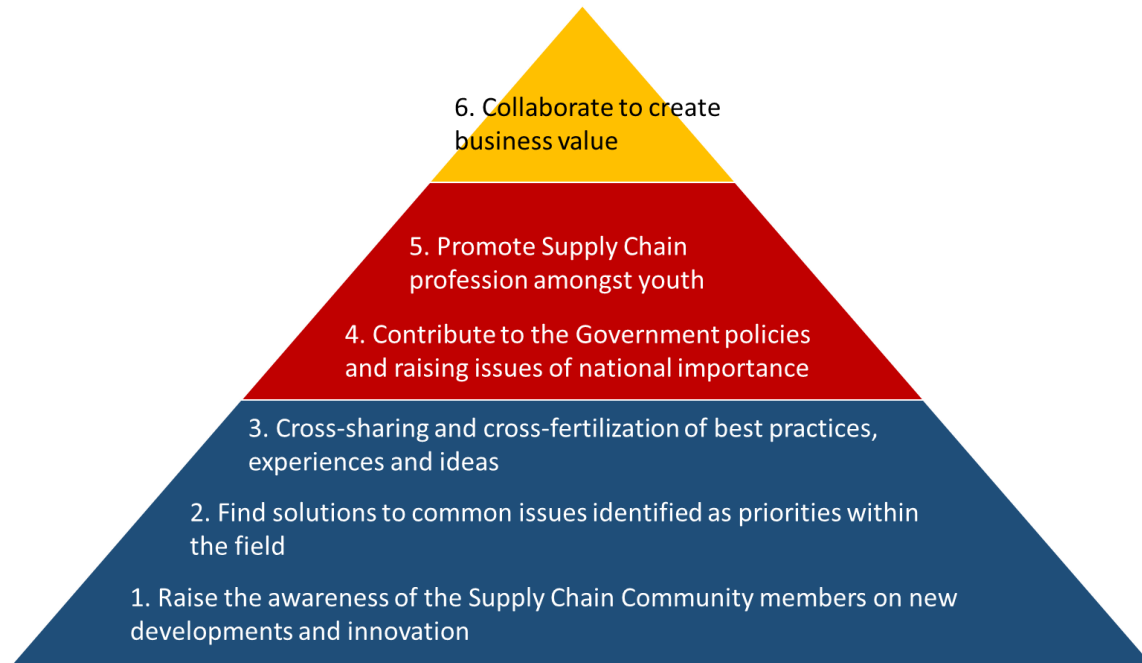 6. Collaborate to create
business value
5. Promote Supply Chain
profession amongst youth
4. Contribute to the Government policies
and raising issues of national importance
3. Cross-sharing and cross-fertilization of best practices,
experiences and ideas
2. Find solutions to common issues identified as priorities within
the field
1. Raise the awareness of the Supply Chain Community members on new
developments and innovation